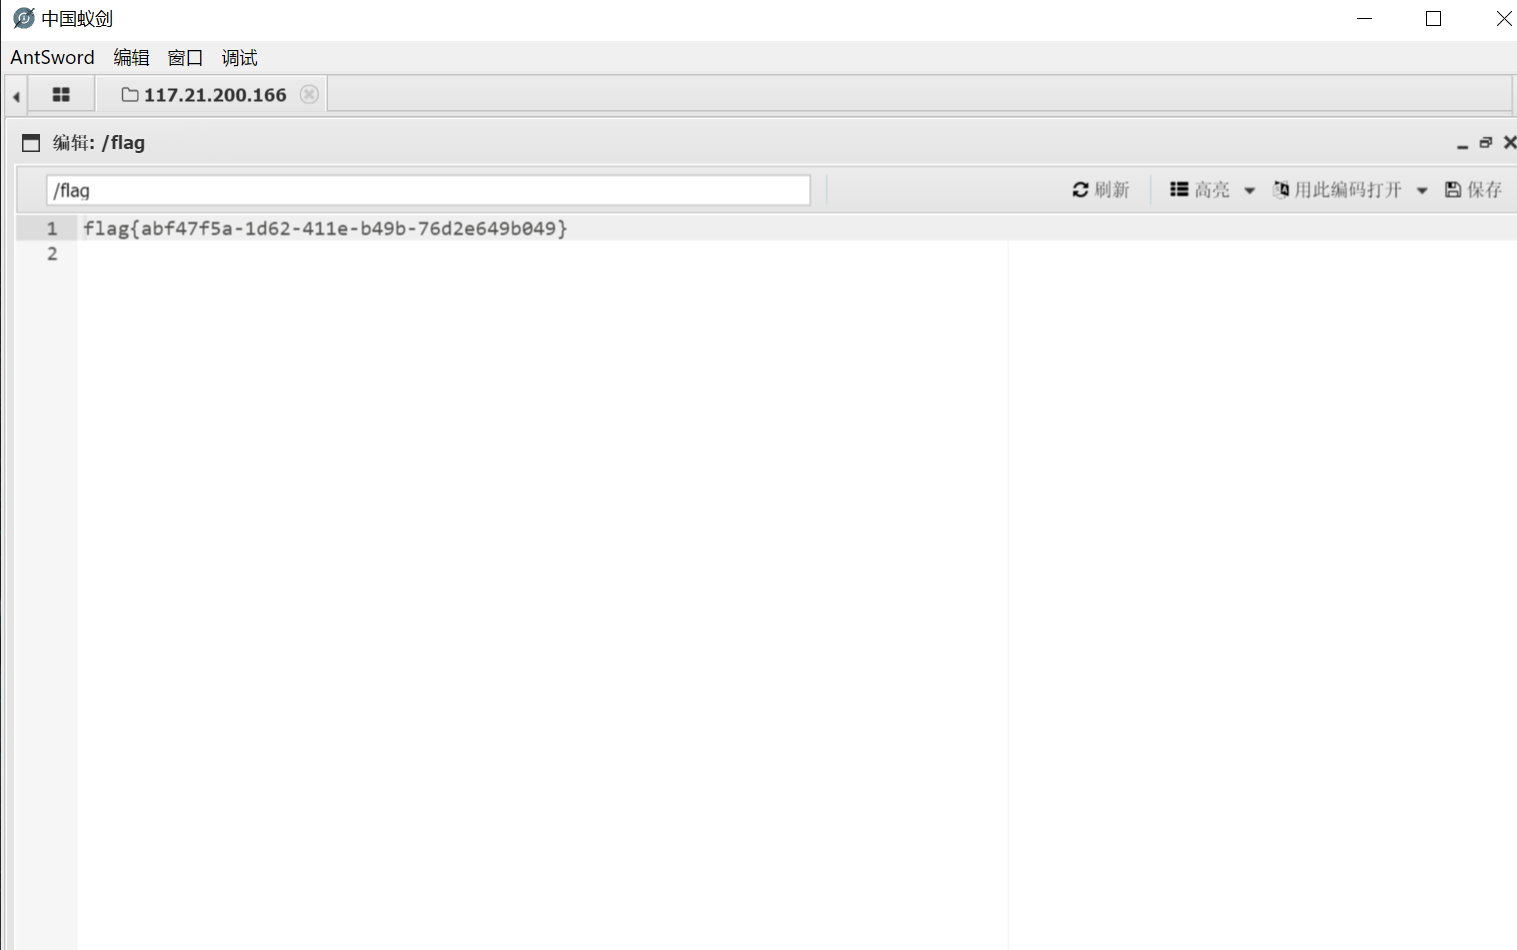 中国蚁剑
AntSword 编辑 窗口 调试
117.21.200.166
编辑: /flag
/flag 刷新 高亮 用此编码打开 保存
1 flag{abf47f5a-1d62-411e-b49b-76d2e649b049}
2